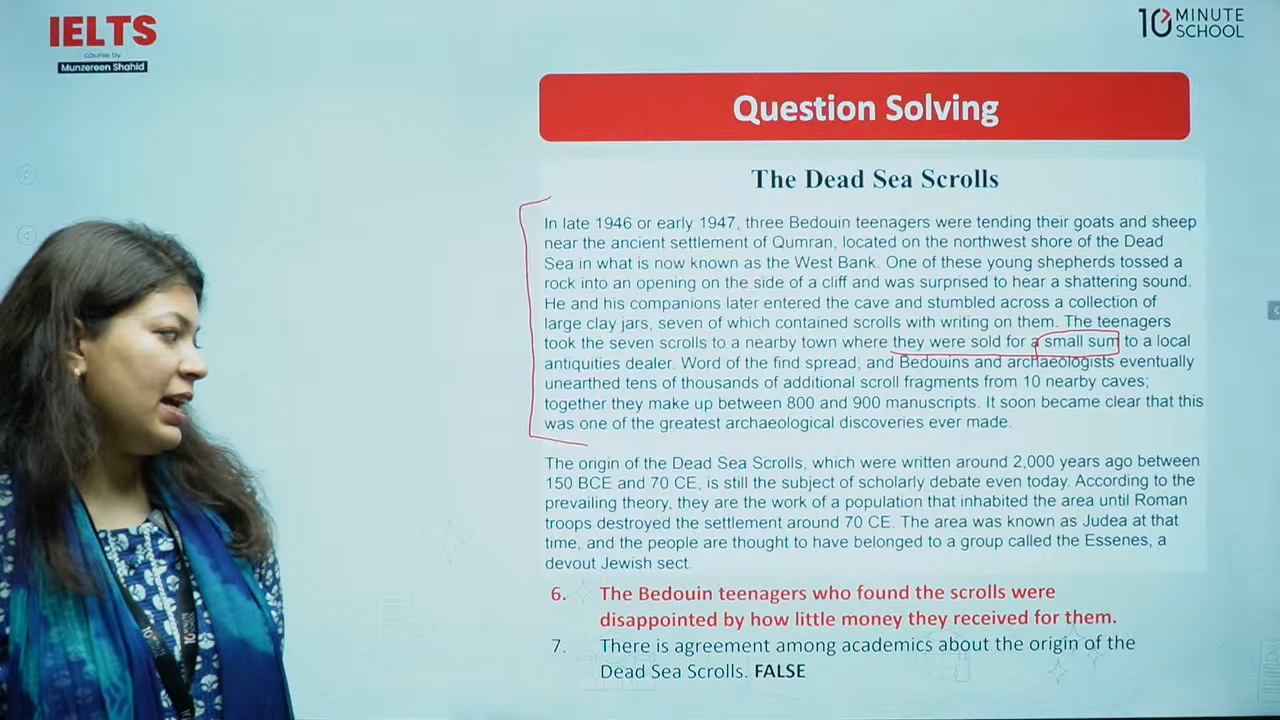 IELTS
course by
Munzereen Shahid
10 MINUTE
SCHOOL
Question Solving
The Dead Sea Scrolls
In late 1946 or early 1947, three Bedouin teenagers were tending their goats and sheep
near the ancient settlement of Qumran, located on the northwest shore of the Dead
Sea in what is now known as the West Bank. One of these young shepherds tossed a
rock into an opening on the side of a cliff and was surprised to hear a shattering sound.
He and his companions later entered the cave and stumbled across a collection of
large clay jars, seven of which contained scrolls with writing on them. The teenagers
took the seven scrolls to a nearby town where they were sold for a small sum to a local
antiquities dealer. Word of the find spread, and Bedouins and archaeologists eventually
unearthed tens of thousands of additional scroll fragments from 10 nearby caves;
together they make up between 800 and 900 manuscripts. It soon became clear that this
was one of the greatest archaeological discoveries ever made.
The origin of the Dead Sea Scrolls, which were written around 2,000 years ago between
150 BCE and 70 CE, is still the subject of scholarly debate even today. According to the
prevailing theory, they are the work of a population that inhabited the area until Roman
troops destroyed the settlement around 70 CE. The area was known as Judea at that
time, and the people are thought to have belonged to a group called the Essenes, a
devout Jewish sect.
6. The Bedouin teenagers who found the scrolls were
disappointed by how little money they received for them.
7. There is agreement among academics about the origin of the
Dead Sea Scrolls. FALSE